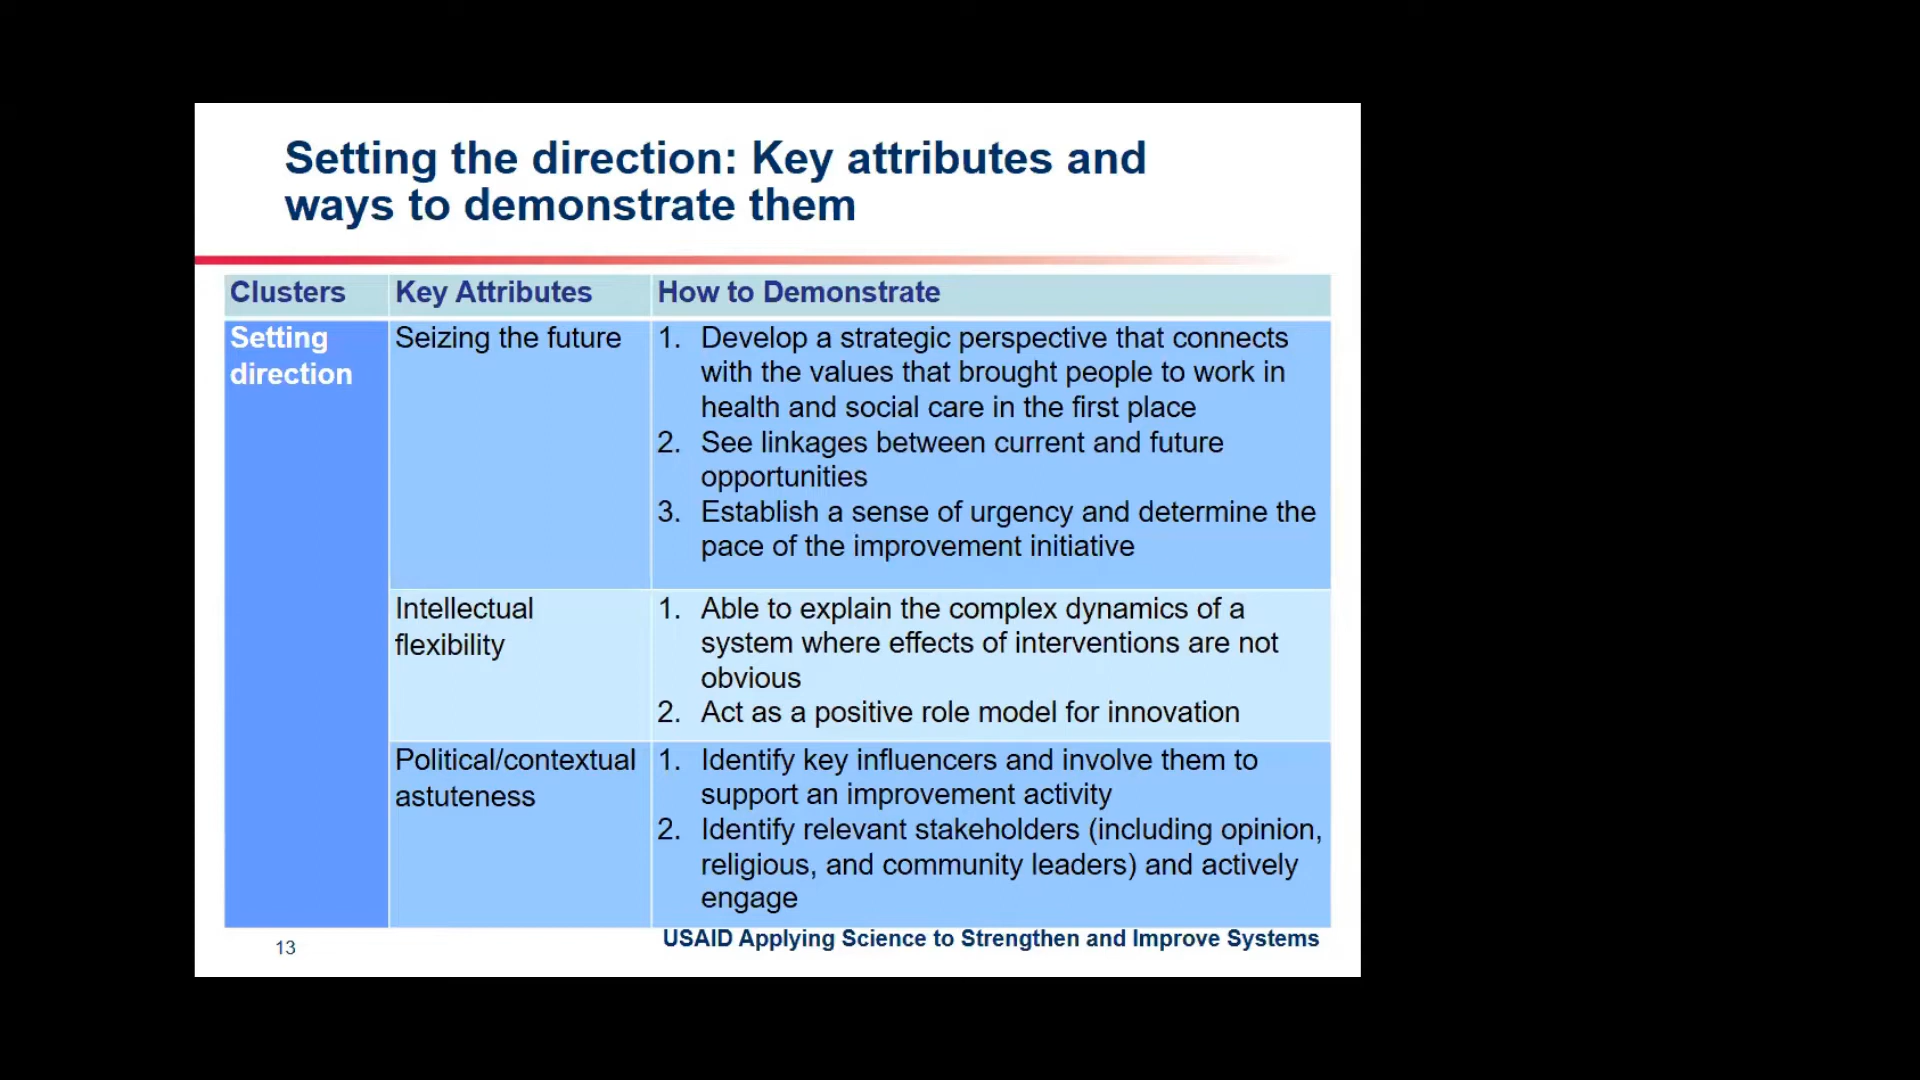 Setting the direction: Key attributes and
ways to demonstrate them
Clusters Key Attributes How to Demonstrate
Setting
direction
Seizing the future
1. Develop a strategic perspective that connects
with the values that brought people to work in
health and social care in the first place
2. See linkages between current and future
opportunities
3. Establish a sense of urgency and determine the
pace of the improvement initiative
Intellectual
flexibility
1. Able to explain the complex dynamics of a
system where effects of interventions are not
obvious
2. Act as a positive role model for innovation
Political/contextual
astuteness
1. Identify key influencers and involve them to
support an improvement activity
2. Identify relevant stakeholders (including opinion,
religious, and community leaders) and actively
engage
13
USAID Applying Science to Strengthen and Improve Systems